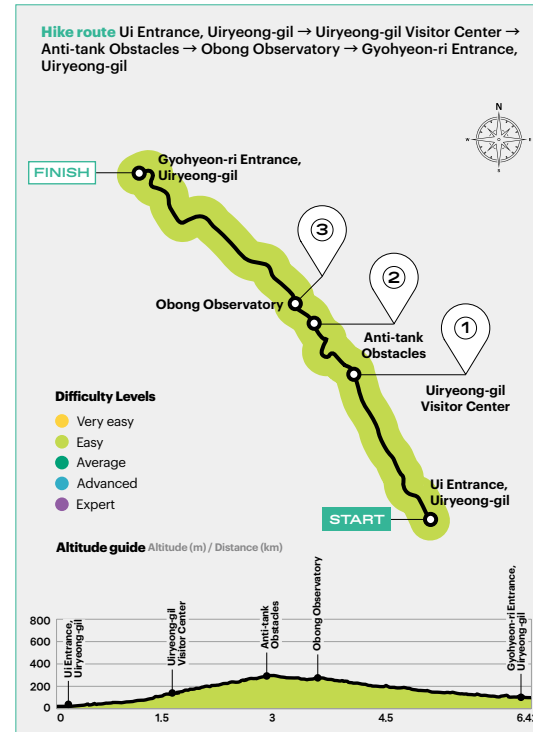 Hike route Ui Entrance, Uiryeong-gil → Uiryeong-gil Visitor Center →
Anti-tank Obstacles → Obong Observatory → Gyohyeon-ri Entrance,
Uiryeong-gil
N
W
E
S
Gyohyeon-ri Entrance,
Uiryeong-gil
FINISH
3
Obong Observatory
2
Anti-tank
Obstacles
1
Uiryeong-gil
Visitor Center
Difficulty Levels
Very easy
Easy
Average
Advanced
Expert
Ui Entrance,
Uiryeong-gil
START
Altitude guide Altitude (m) / Distance (km)
800
600
400
200
0
Ui Entrance,
Uiryeong-gil
Uiryeong-gil
Visitor Center
Anti-tank
Obstacles
Obong Observatory
Gyohyeon-ri Entrance,
Uiryeong-gil
1.5
3
4.5